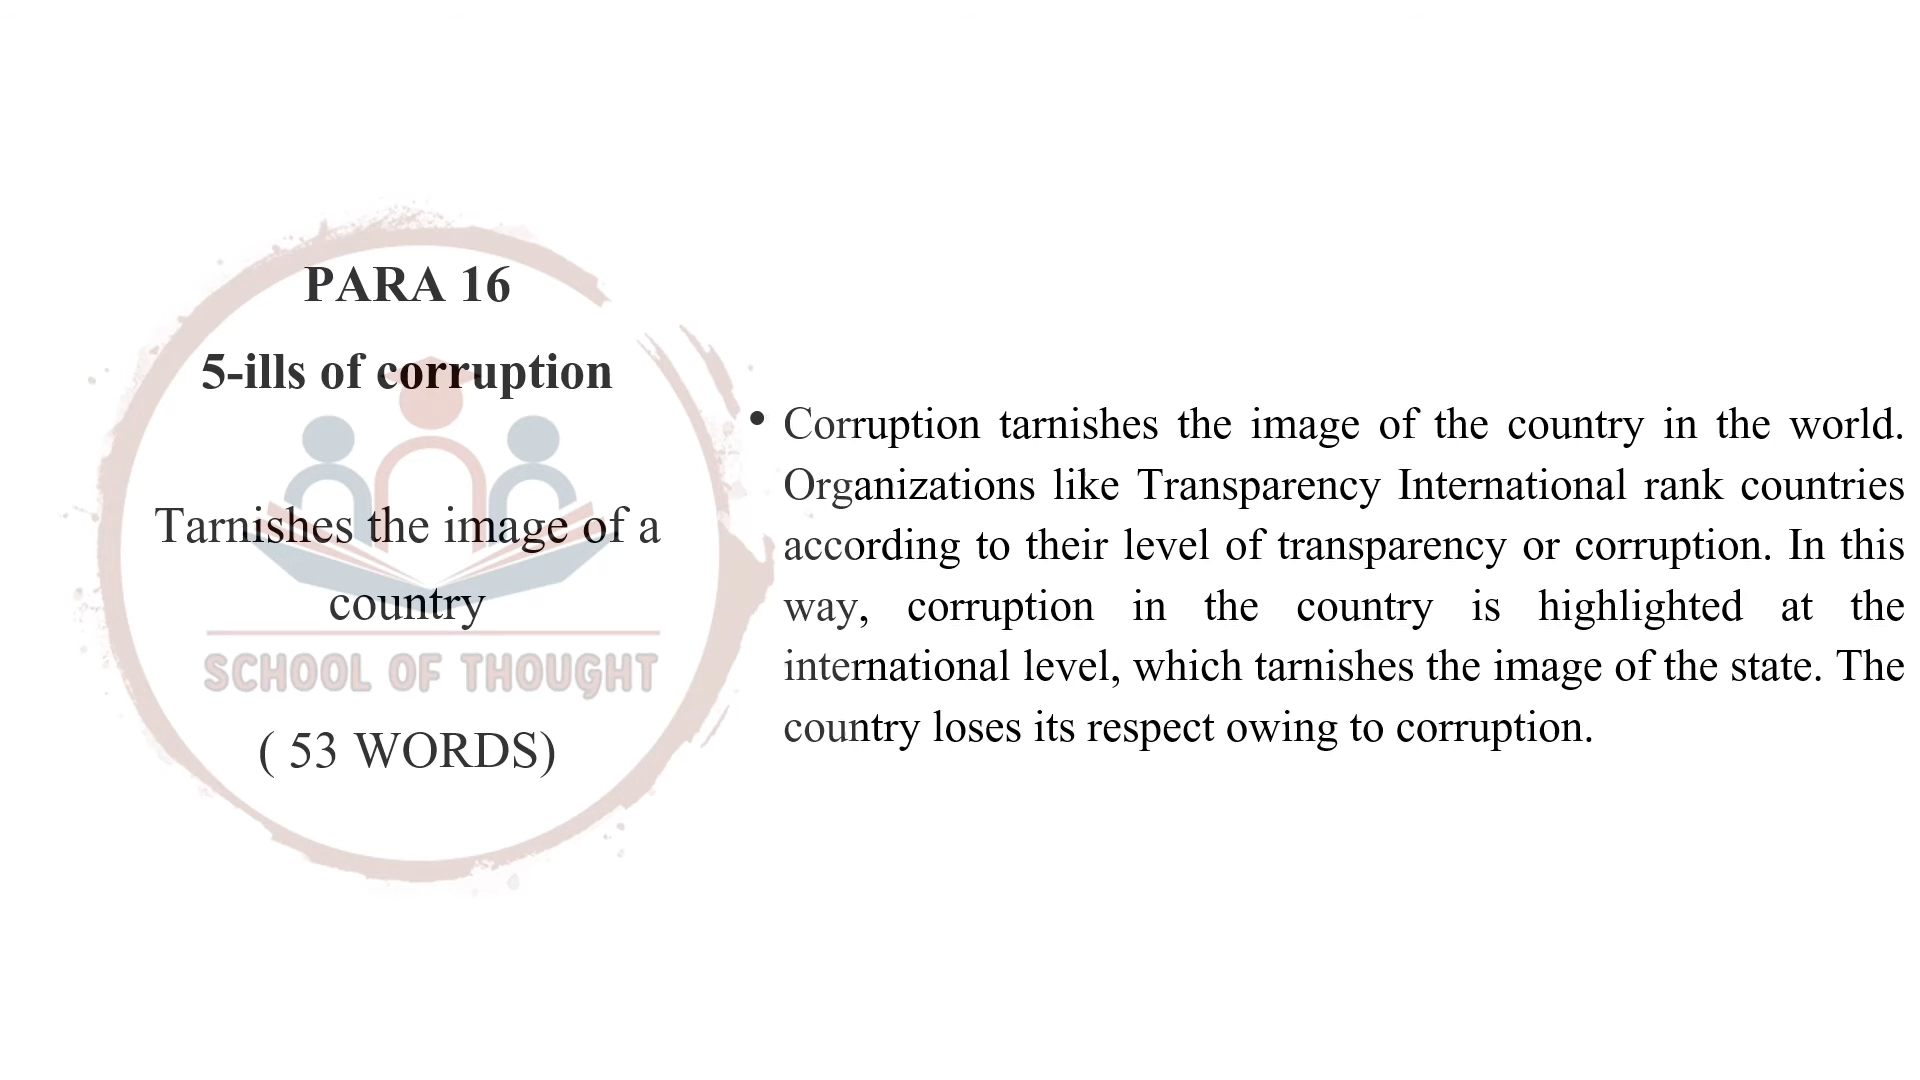 PARA 16
5-ills of corruption
Tarnishes the image of a
country
SCHOOL OF THOUGHT
( 53 WORDS)
• Corruption tarnishes the image of the country in the world.
Organizations like Transparency International rank countries
according to their level of transparency or corruption. In this
way, corruption in the country is highlighted at the
international level, which tarnishes the image of the state. The
country loses its respect owing to corruption.